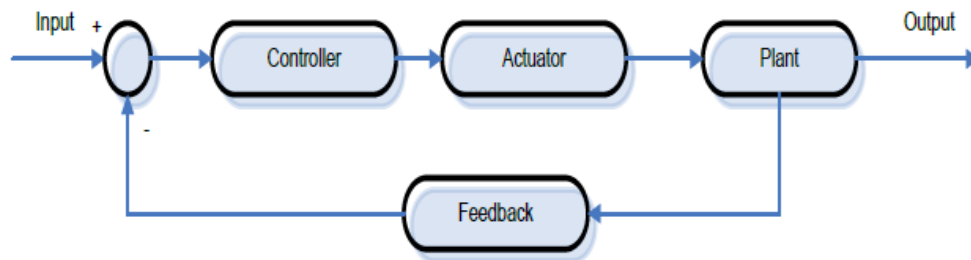 Input
+
Controller
Actuator
Plant
Output
-
Feedback